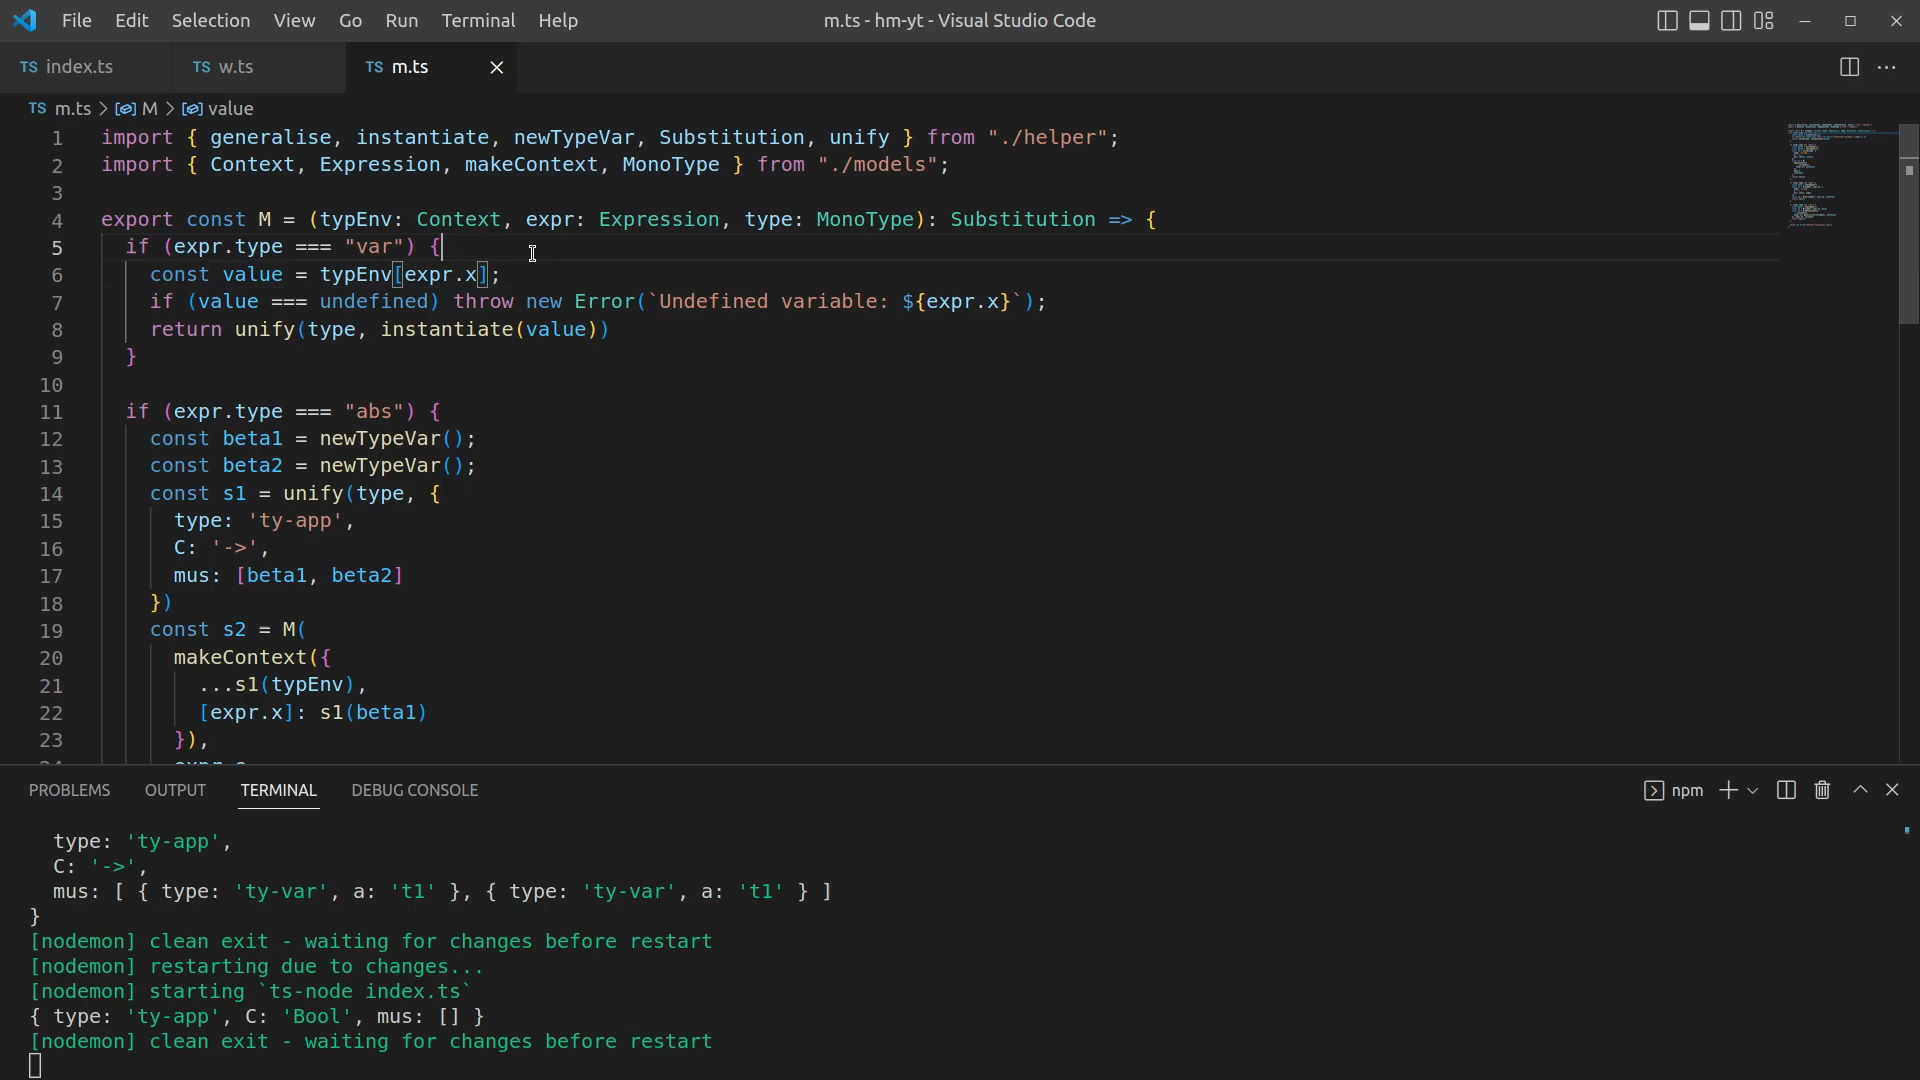 File Edit Selection View Go Run Terminal Help m.ts - hm-yt - Visual Studio Code
TS index.ts TS w.ts TS m.ts
TS m.ts > M > value
1 import { generalise, instantiate, newTypeVar, Substitution, unify } from "./helper";
2 import { Context, Expression, makeContext, MonoType } from "./models";
3
4 export const M = (typEnv: Context, expr: Expression, type: MonoType): Substitution => {
5 if (expr.type === "var") {
6 const value = typEnv[expr.x];
7 if (value === undefined) throw new Error(`Undefined variable: ${expr.x}`);
8 return unify(type, instantiate(value))
9 }
10
11 if (expr.type === "abs") {
12 const beta1 = newTypeVar();
13 const beta2 = newTypeVar();
14 const s1 = unify(type, {
15 type: 'ty-app',
16 C: '->',
17 mus: [beta1, beta2]
18 })
19 const s2 = M(
20 makeContext({
21 ...s1(typEnv),
22 [expr.x]: s1(beta1)
23 }),
PROBLEMS OUTPUT TERMINAL DEBUG CONSOLE npm
type: 'ty-app',
C: '->',
mus: [ { type: 'ty-var', a: 't1' }, { type: 'ty-var', a: 't1' } ]
}
[nodemon] clean exit - waiting for changes before restart
[nodemon] restarting due to changes...
[nodemon] starting `ts-node index.ts`
{ type: 'ty-app', C: 'Bool', mus: [] }
[nodemon] clean exit - waiting for changes before restart